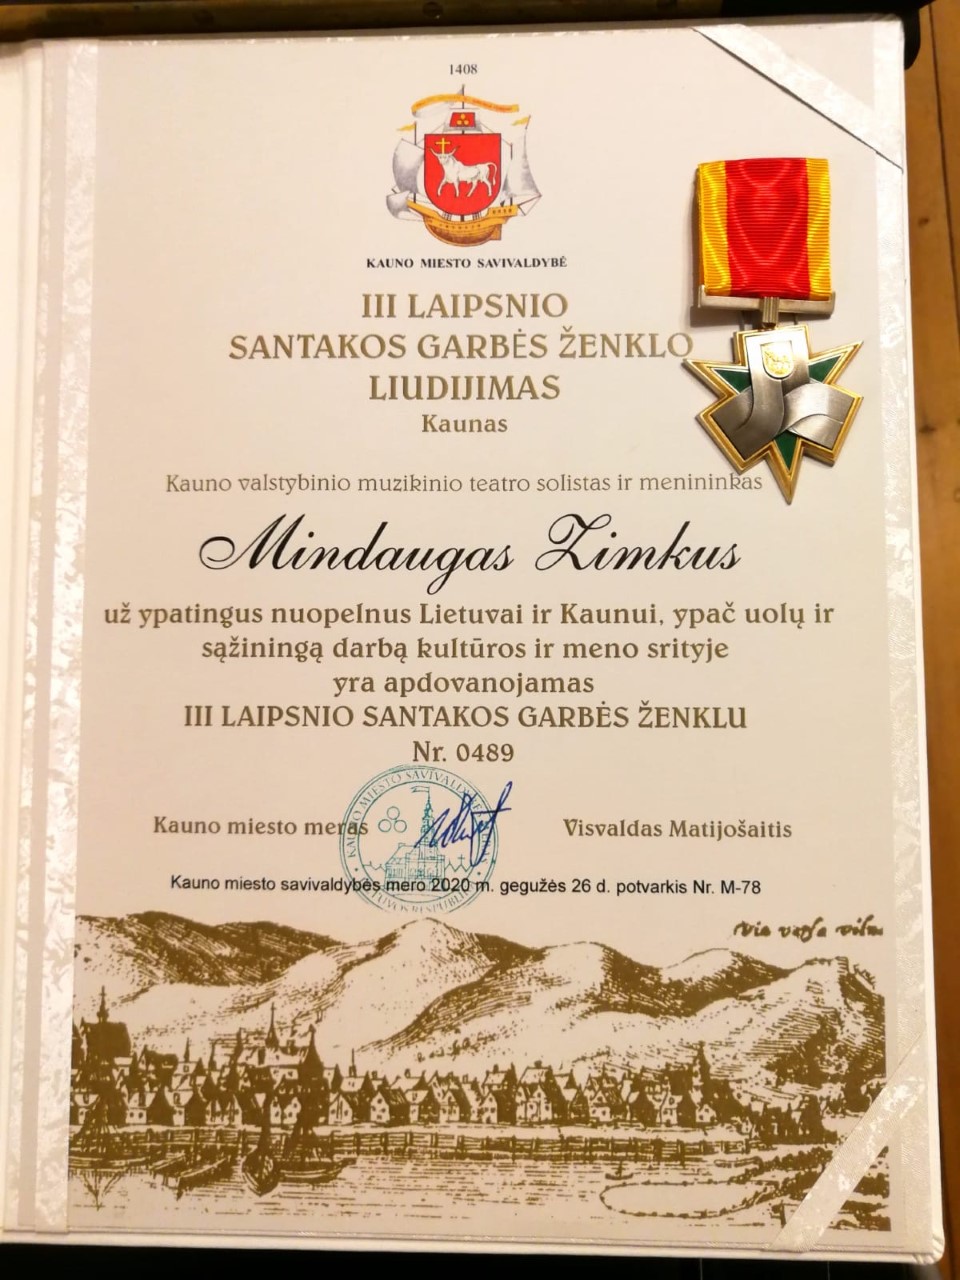 1408
KAUNO MIESTO SAVIVALDYBĖ
III LAIPSNIO
SANTAKOS GARBĖS ŽENKLO
LIUDIJIMAS
Kaunas
Kauno valstybinio muzikinio teatro solistas ir menininkas
Mindaugas Zimkus
už ypatingus nuopelnus Lietuvai ir Kaunui, ypač uolų ir
sąžiningą darbą kultūros ir meno srityje
yra apdovanojamas
III LAIPSNIO SANTAKOS GARBĖS ŽENKLU
Nr. 0489
KAUNO MIESTO SAVIVALDYBĖ
Kauno miesto meras
Visvaldas Matijošaitis
Kauno miesto savivaldybės mero 2020 m. gegužės 26 d. potvarkis Nr. M-78